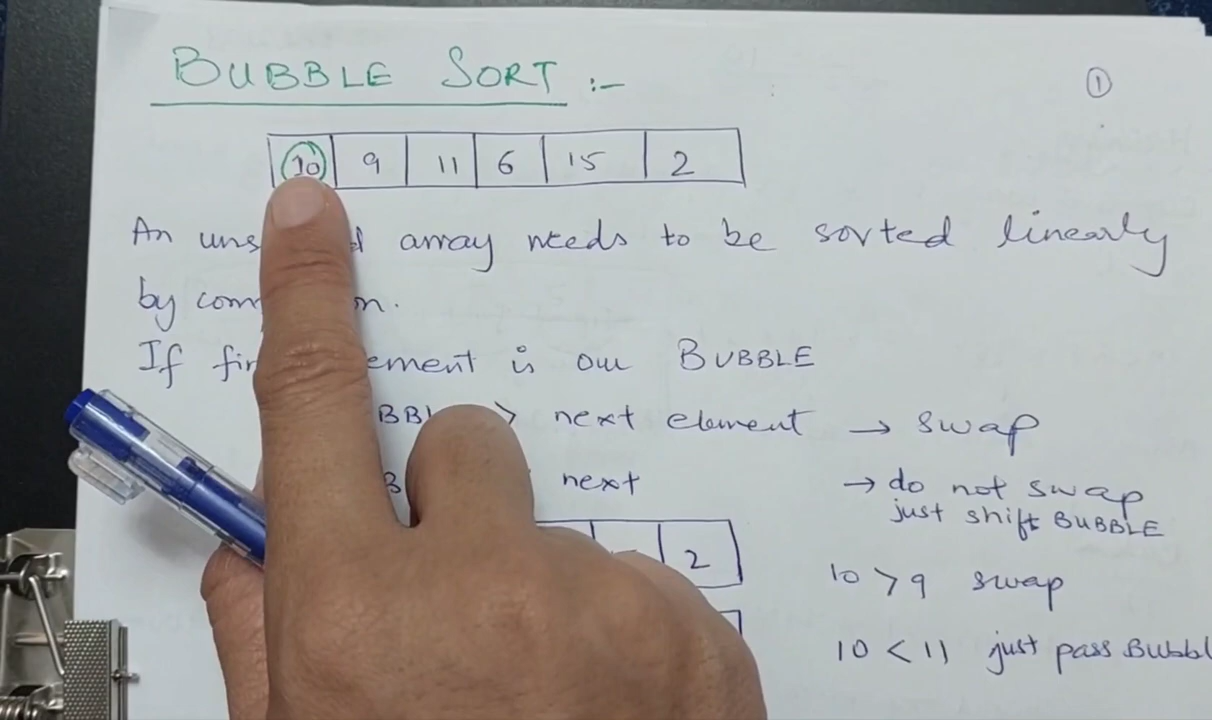 BUBBLE SORT :-
①
10 9 11 6 15 2
An array needs to be sorted linearly
by
If is our BUBBLE
> next element → swap
next → do not swap
just shift BUBBLE
2
10 > 9 swap
10 < 11 just pass Bubbl